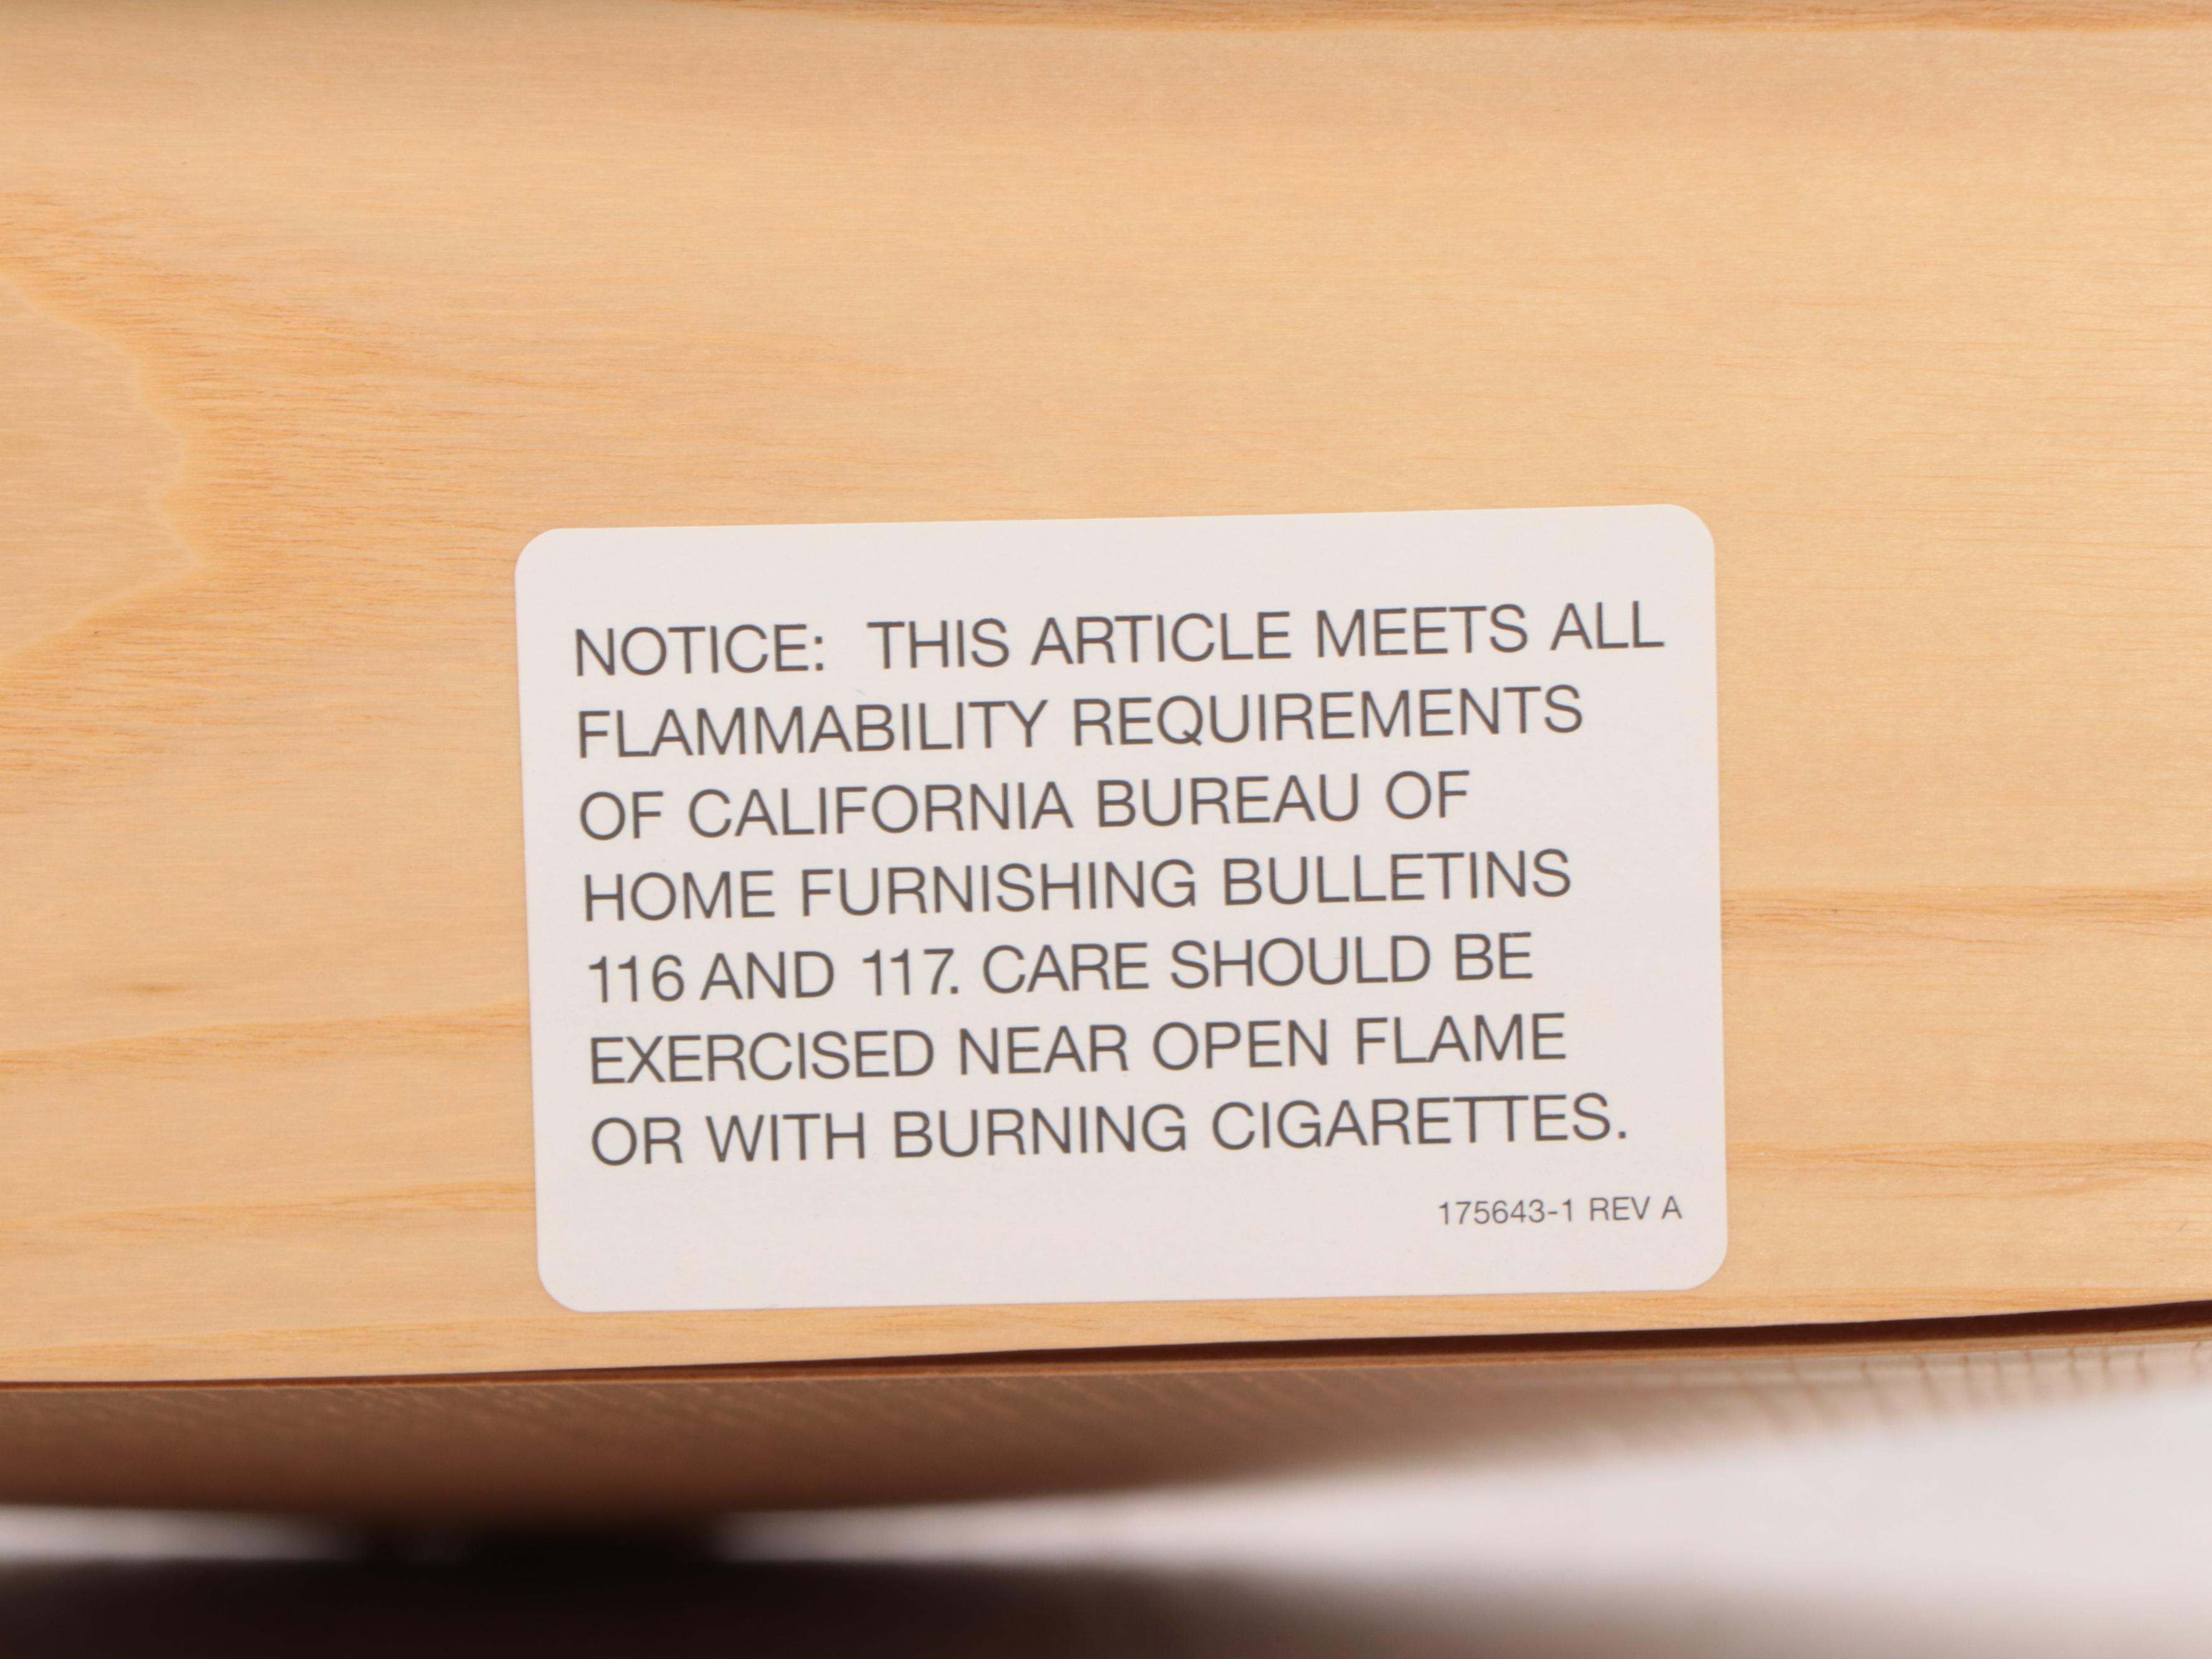 NOTICE: THIS ARTICLE MEETS ALL
FLAMMABILITY REQUIREMENTS
OF CALIFORNIA BUREAU OF
HOME FURNISHING BULLETINS
116 AND 117. CARE SHOULD BE
EXERCISED NEAR OPEN FLAME
OR WITH BURNING CIGARETTES.
175643-1 REV A